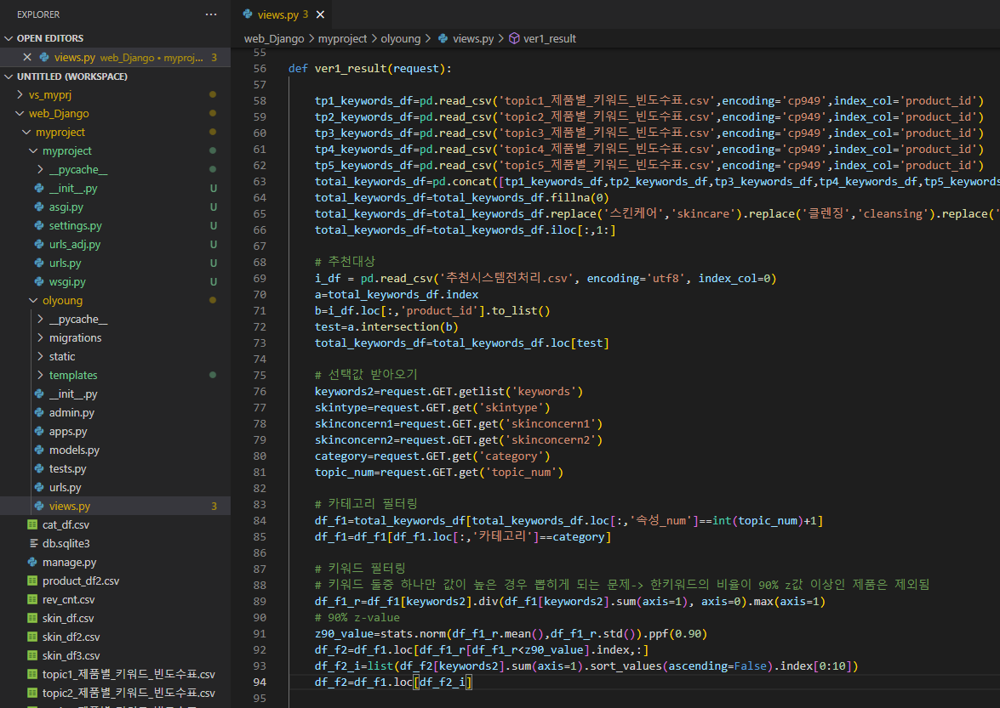 EXPLORER
OPEN EDITORS
views.py web_Django • myproj... 3
UNTITLED (WORKSPACE)
vs_myprj
web_Django
myproject
myproject
__pycache__
__init__.py U
asgi.py U
settings.py U
urls_adj.py U
urls.py U
wsgi.py U
olyoung
__pycache__
migrations
static
templates
__init__.py
admin.py
apps.py
models.py
tests.py
urls.py
views.py 3
cat_df.csv
db.sqlite3
manage.py
product_df2.csv
rev_cnt.csv
skin_df.csv
skin_df2.csv
skin_df3.csv
topic1_제품별_키워드_빈도수표.csv
topic2_제품별_키워드_빈도수표.csv
views.py 3
web_Django > myproject > olyoung > views.py > ver1_result
55
56 def ver1_result(request):
57
58 tp1_keywords_df=pd.read_csv('topic1_제품별_키워드_빈도수표.csv',encoding='cp949',index_col='product_id')
59 tp2_keywords_df=pd.read_csv('topic2_제품별_키워드_빈도수표.csv',encoding='cp949',index_col='product_id')
60 tp3_keywords_df=pd.read_csv('topic3_제품별_키워드_빈도수표.csv',encoding='cp949',index_col='product_id')
61 tp4_keywords_df=pd.read_csv('topic4_제품별_키워드_빈도수표.csv',encoding='cp949',index_col='product_id')
62 tp5_keywords_df=pd.read_csv('topic5_제품별_키워드_빈도수표.csv',encoding='cp949',index_col='product_id')
63 total_keywords_df=pd.concat([tp1_keywords_df,tp2_keywords_df,tp3_keywords_df,tp4_keywords_df,tp5_keywords
64 total_keywords_df=total_keywords_df.fillna(0)
65 total_keywords_df=total_keywords_df.replace('스킨케어','skincare').replace('클렌징','cleansing').replace('
66 total_keywords_df=total_keywords_df.iloc[:,1:]
67
68 # 추천대상
69 i_df = pd.read_csv('추천시스템전처리.csv', encoding='utf8', index_col=0)
70 a=total_keywords_df.index
71 b=i_df.loc[:,'product_id'].to_list()
72 test=a.intersection(b)
73 total_keywords_df=total_keywords_df.loc[test]
74
75 # 선택값 받아오기
76 keywords2=request.GET.getlist('keywords')
77 skintype=request.GET.get('skintype')
78 skinconcern1=request.GET.get('skinconcern1')
79 skinconcern2=request.GET.get('skinconcern2')
80 category=request.GET.get('category')
81 topic_num=request.GET.get('topic_num')
82
83 # 카테고리 필터링
84 df_f1=total_keywords_df[total_keywords_df.loc[:,'속성_num']==int(topic_num)+1]
85 df_f1=df_f1[df_f1.loc[:,'카테고리']==category]
86
87 # 키워드 필터링
88 # 키워드 둘중 하나만 값이 높은 경우 뽑히게 되는 문제-> 한키워드의 비율이 90% z값 이상인 제품은 제외됨
89 df_f1_r=df_f1[keywords2].div(df_f1[keywords2].sum(axis=1), axis=0).max(axis=1)
90 # 90% z-value
91 z90_value=stats.norm(df_f1_r.mean(),df_f1_r.std()).ppf(0.90)
92 df_f2=df_f1.loc[df_f1_r[df_f1_r<z90_value].index,:]
93 df_f2_i=list(df_f2[keywords2].sum(axis=1).sort_values(ascending=False).index[0:10])
94 df_f2=df_f1.loc[df_f2_i]
95